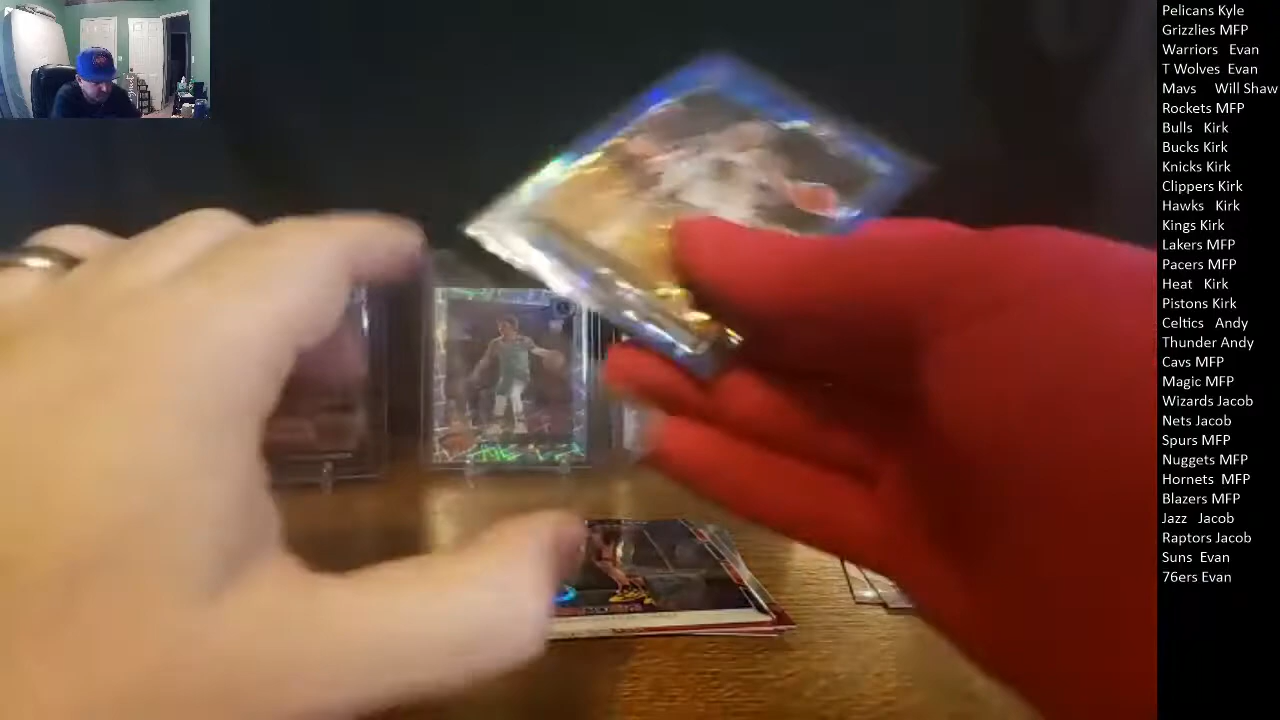 Pelicans Kyle
Grizzlies MFP
Warriors Evan
T Wolves Evan
Mavs Will Shaw
Rockets MFP
Bulls Kirk
Bucks Kirk
Knicks Kirk
Clippers Kirk
Hawks Kirk
Kings Kirk
Lakers MFP
Pacers MFP
Heat Kirk
Pistons Kirk
Celtics Andy
Thunder Andy
Cavs MFP
Magic MFP
Wizards Jacob
Nets Jacob
Spurs MFP
Nuggets MFP
Hornets MFP
Blazers MFP
Jazz Jacob
Raptors Jacob
Suns Evan
76ers Evan